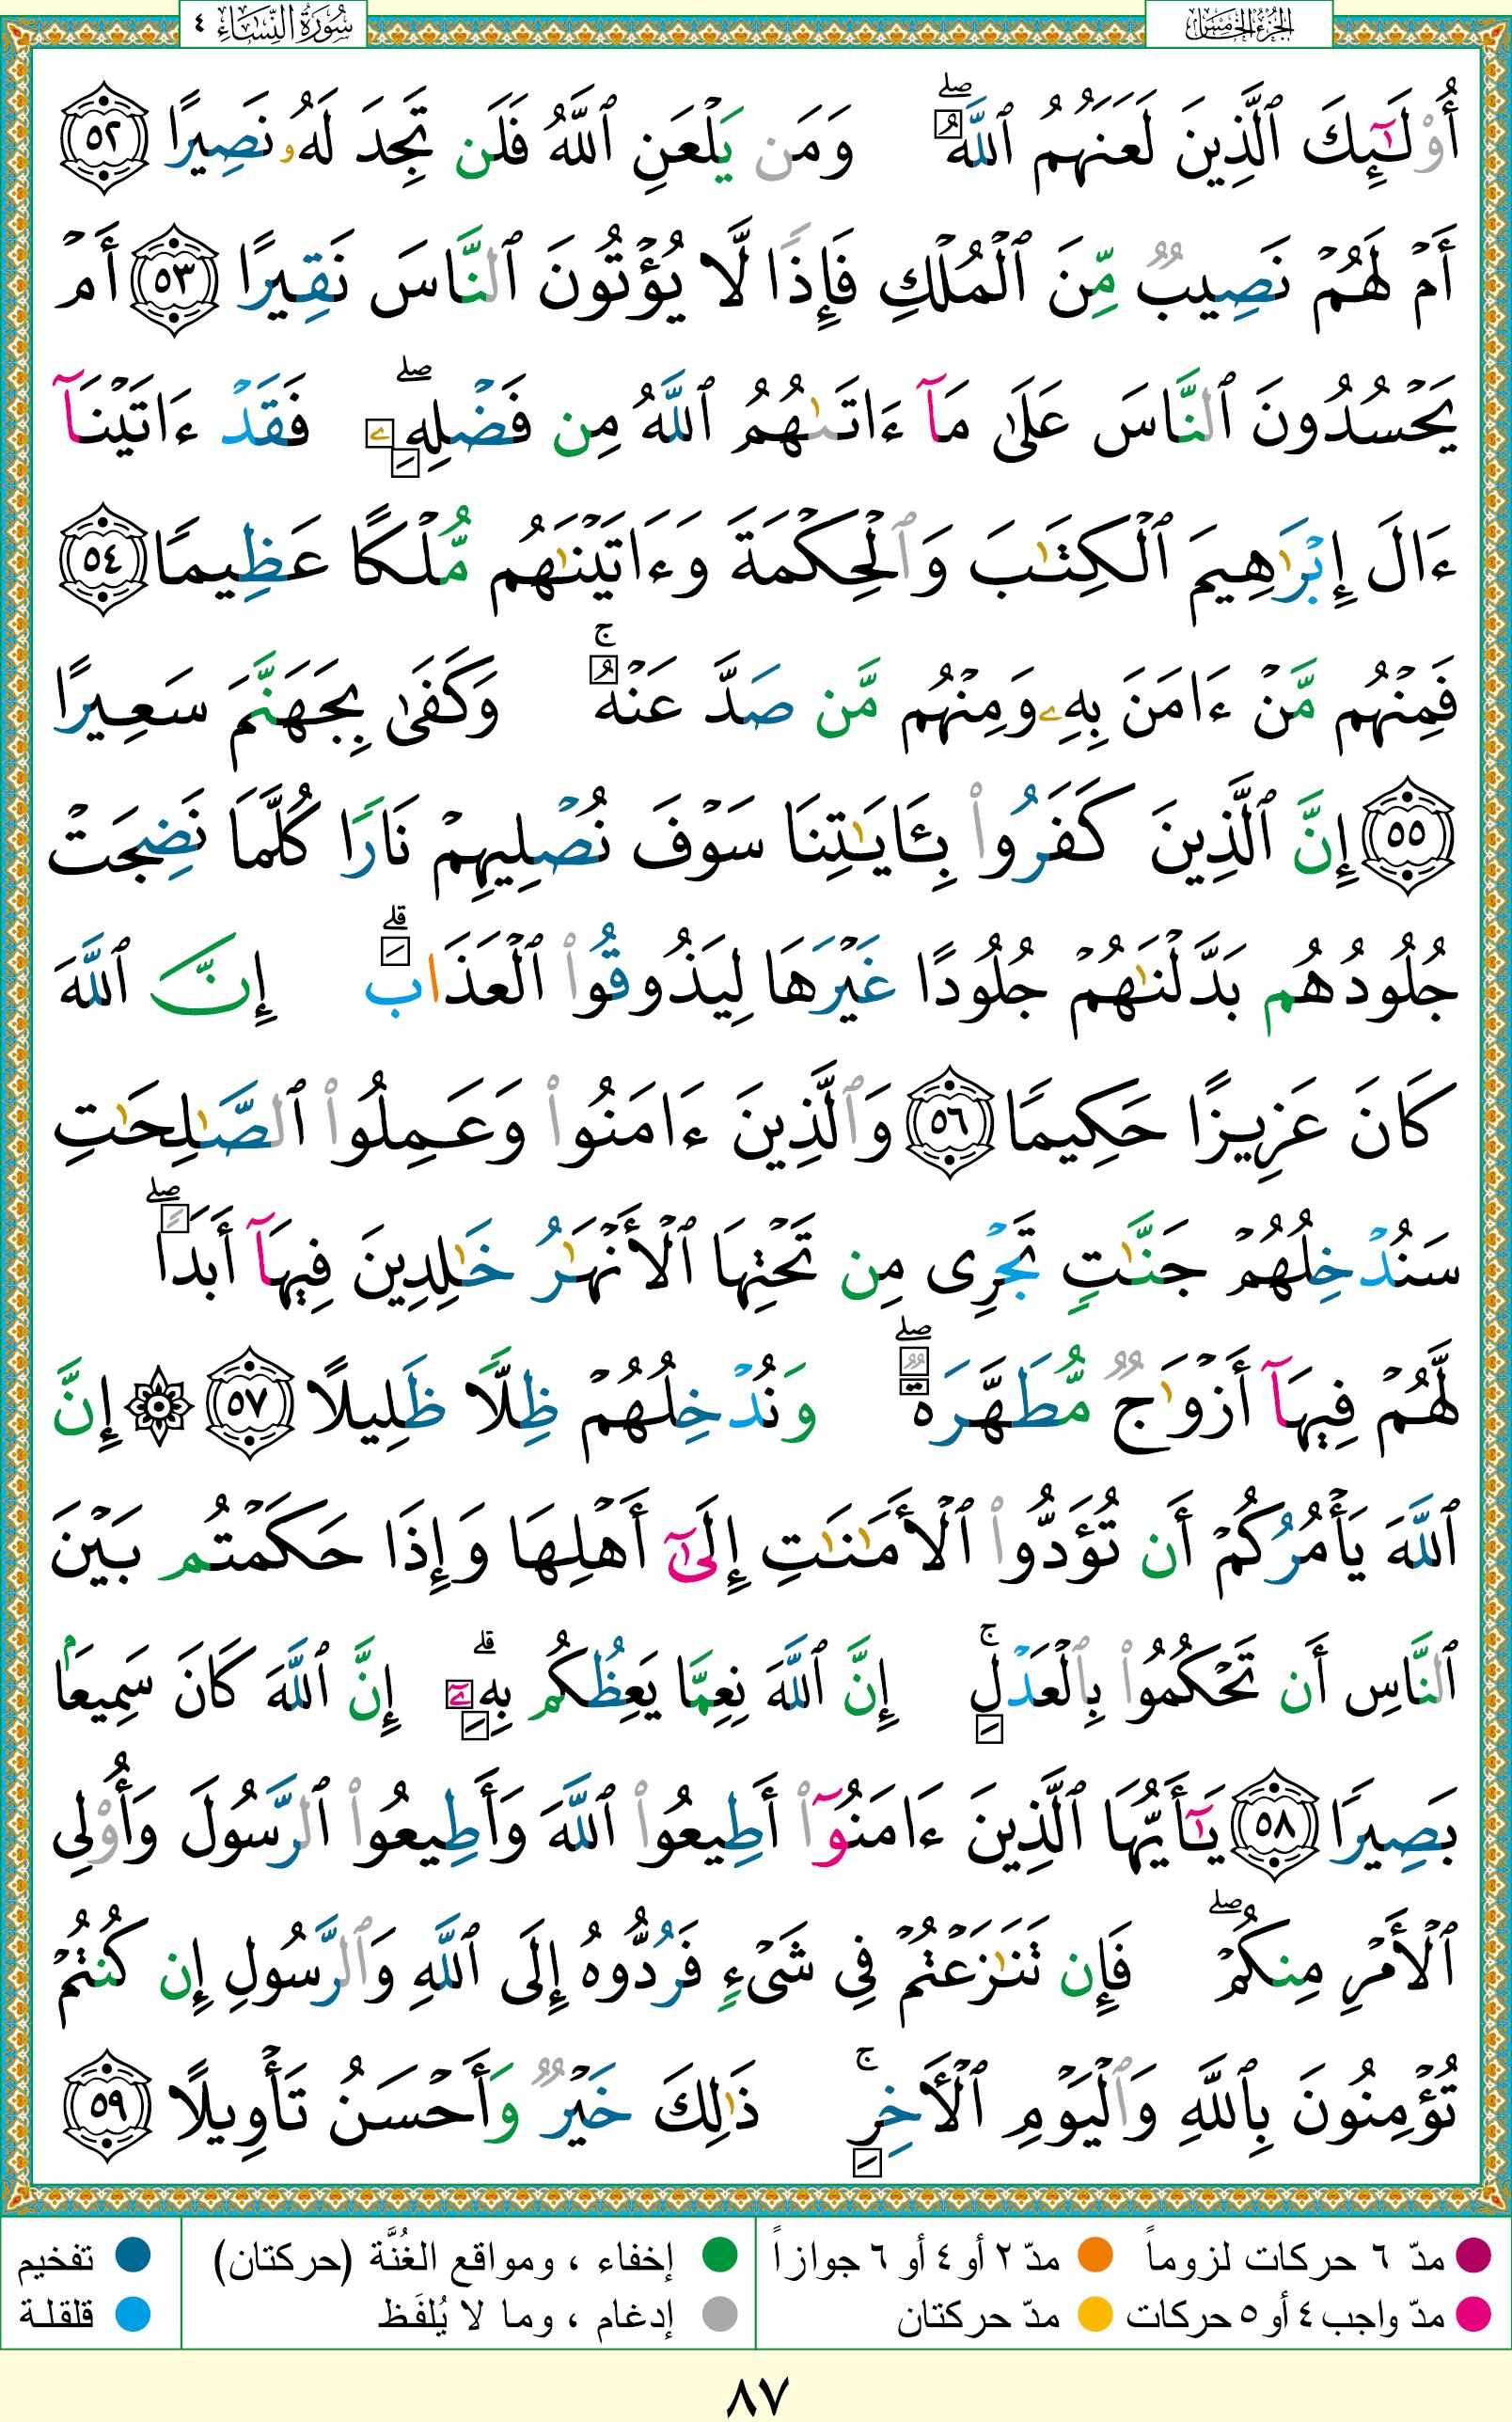 الجزء الخامس
سورة النساء ٤
أُوْلَٰٓئِكَ ٱلَّذِينَ لَعَنَهُمُ ٱللَّهُۖ وَمَن يَلْعَنِ ٱللَّهُ فَلَن تَجِدَ لَهُۥ نَصِيرًا ٥٢
أَمْ لَهُمْ نَصِيبٌ مِّنَ ٱلْمُلْكِ فَإِذًا لَّا يُؤْتُونَ ٱلنَّاسَ نَقِيرًا ٥٣ أَمْ
يَحْسُدُونَ ٱلنَّاسَ عَلَىٰ مَآ ءَاتَىٰهُمُ ٱللَّهُ مِن فَضْلِهِۦۖ فَقَدْ ءَاتَيْنَآ
ءَالَ إِبْرَٰهِيمَ ٱلْكِتَٰبَ وَٱلْحِكْمَةَ وَءَاتَيْنَٰهُم مُّلْكًا عَظِيمًا ٥٤
فَمِنْهُم مَّنْ ءَامَنَ بِهِۦ وَمِنْهُم مَّن صَدَّ عَنْهُۚ وَكَفَىٰ بِجَهَنَّمَ سَعِيرًا
٥٥ إِنَّ ٱلَّذِينَ كَفَرُوا۟ بِـَٔايَٰتِنَا سَوْفَ نُصْلِيهِمْ نَارًا كُلَّمَا نَضِجَتْ
جُلُودُهُم بَدَّلْنَٰهُمْ جُلُودًا غَيْرَهَا لِيَذُوقُوا۟ ٱلْعَذَابَۗ إِنَّ ٱللَّهَ
كَانَ عَزِيزًا حَكِيمًا ٥٦ وَٱلَّذِينَ ءَامَنُوا۟ وَعَمِلُوا۟ ٱلصَّٰلِحَٰتِ
سَنُدْخِلُهُمْ جَنَّٰتٍ تَجْرِى مِن تَحْتِهَا ٱلْأَنْهَٰرُ خَٰلِدِينَ فِيهَآ أَبَدًاۖ
لَّهُمْ فِيهَآ أَزْوَٰجٌ مُّطَهَّرَةٌۖ وَنُدْخِلُهُمْ ظِلًّا ظَلِيلًا ٥٧ ۞ إِنَّ
ٱللَّهَ يَأْمُرُكُمْ أَن تُؤَدُّوا۟ ٱلْأَمَٰنَٰتِ إِلَىٰٓ أَهْلِهَا وَإِذَا حَكَمْتُم بَيْنَ
ٱلنَّاسِ أَن تَحْكُمُوا۟ بِٱلْعَدْلِۚ إِنَّ ٱللَّهَ نِعِمَّا يَعِظُكُم بِهِۦٓۗ إِنَّ ٱللَّهَ كَانَ سَمِيعَۢا
بَصِيرًا ٥٨ يَٰٓأَيُّهَا ٱلَّذِينَ ءَامَنُوٓا۟ أَطِيعُوا۟ ٱللَّهَ وَأَطِيعُوا۟ ٱلرَّسُولَ وَأُوْلِى
ٱلْأَمْرِ مِنكُمْۖ فَإِن تَنَٰزَعْتُمْ فِى شَىْءٍ فَرُدُّوهُ إِلَى ٱللَّهِ وَٱلرَّسُولِ إِن كُنتُمْ
تُؤْمِنُونَ بِٱللَّهِ وَٱلْيَوْمِ ٱلْأَخِرِۚ ذَٰلِكَ خَيْرٌ وَأَحْسَنُ تَأْوِيلًا ٥٩
مدّ ٦ حركات لزوماً مدّ ٢ أو ٤ أو ٦ جوازاً إخفاء ، ومواقع الغُنَّة (حركتان) تفخيم
مدّ واجب ٤ أو ٥ حركات مدّ حركتان إدغام ، وما لا يُلفَظ قلقلة
٨٧